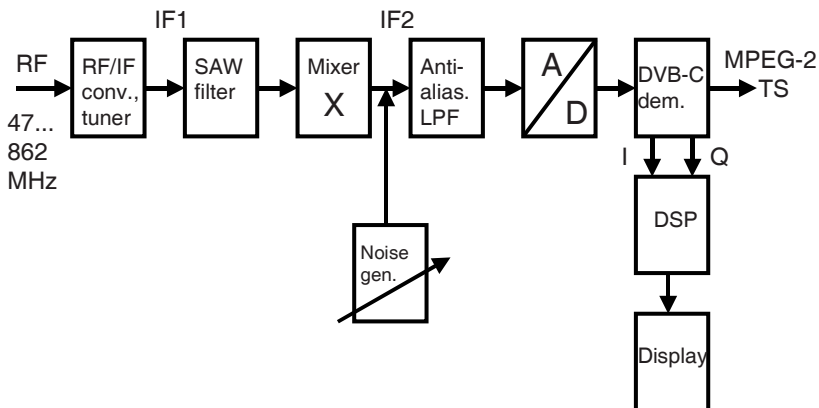 IF1
IF2
RF
47...
862
MHz
RF/IF
conv.,
tuner
SAW
filter
Mixer
X
Anti-
alias.
LPF
A
D
DVB-C
dem.
MPEG-2
TS
I
Q
Noise
gen.
DSP
Display